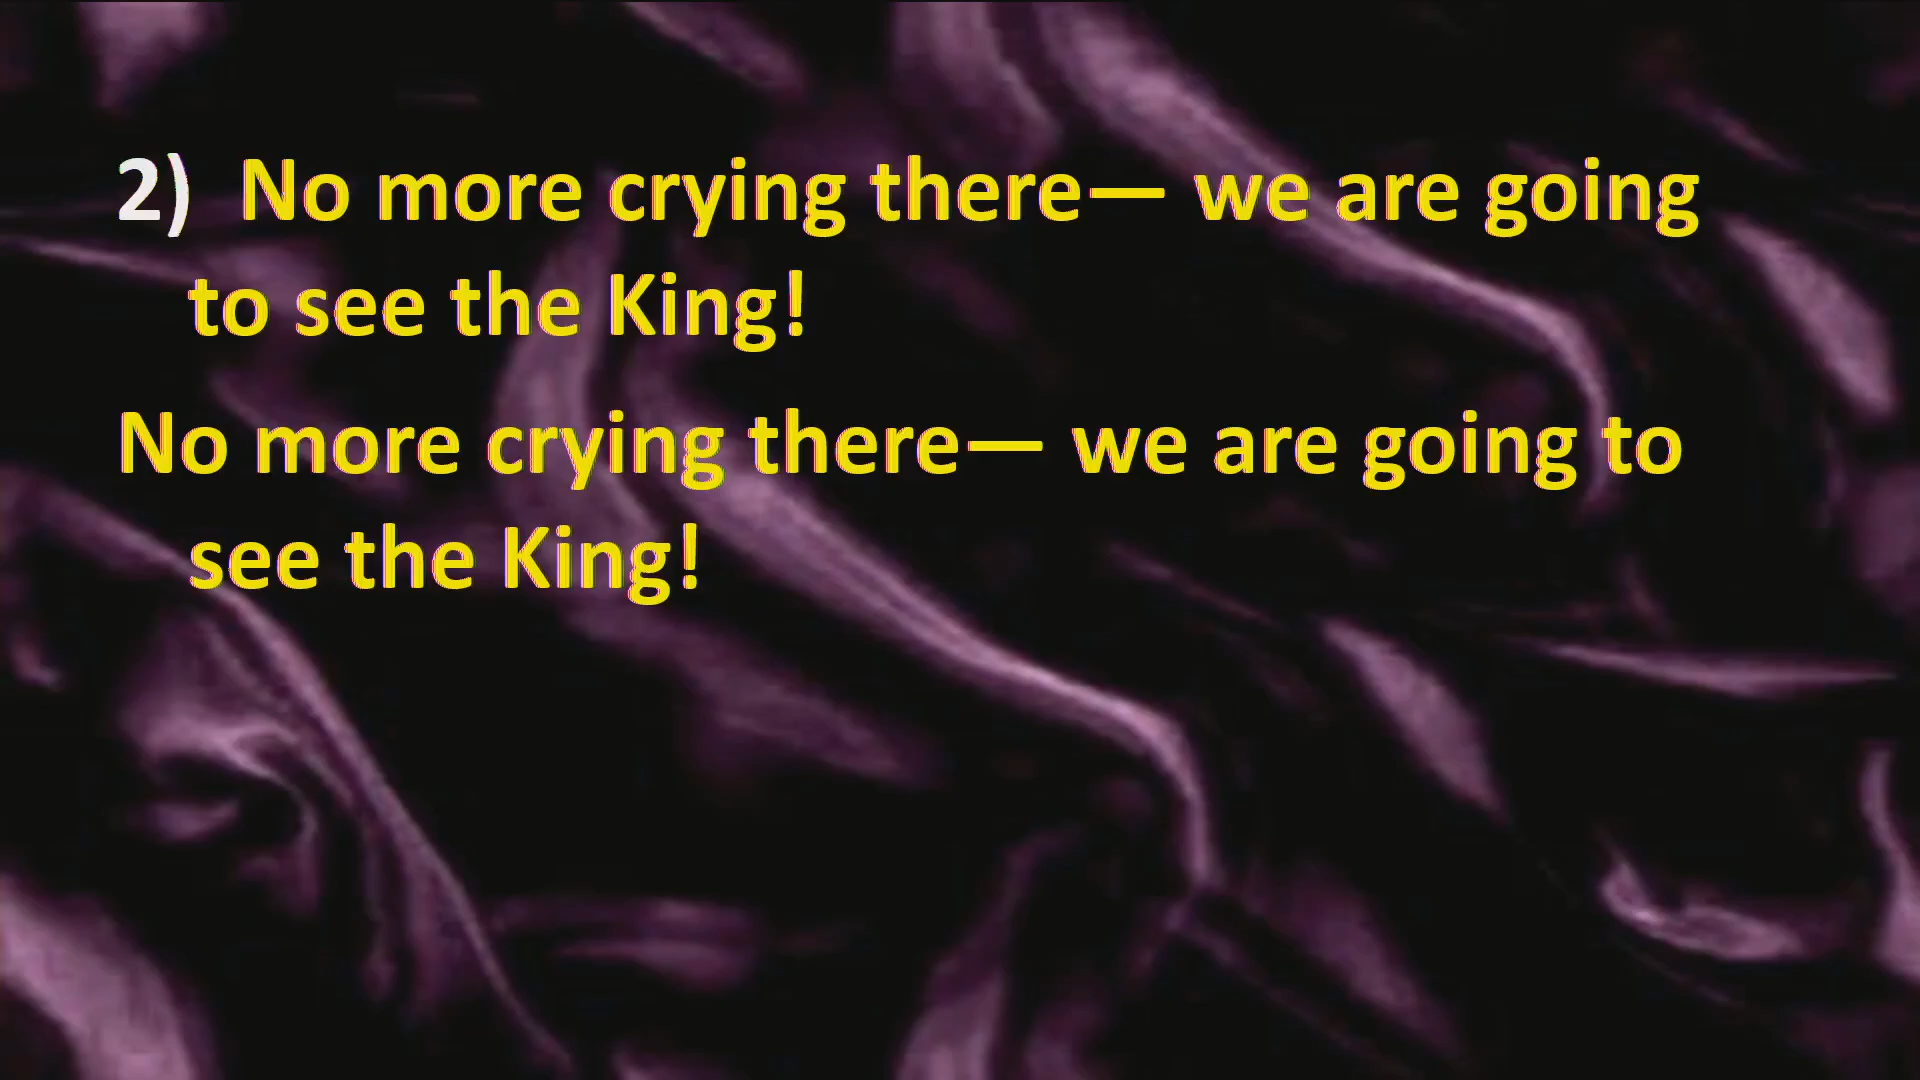 2) No more crying there— we are going
to see the King!
No more crying there— we are going to
see the King!